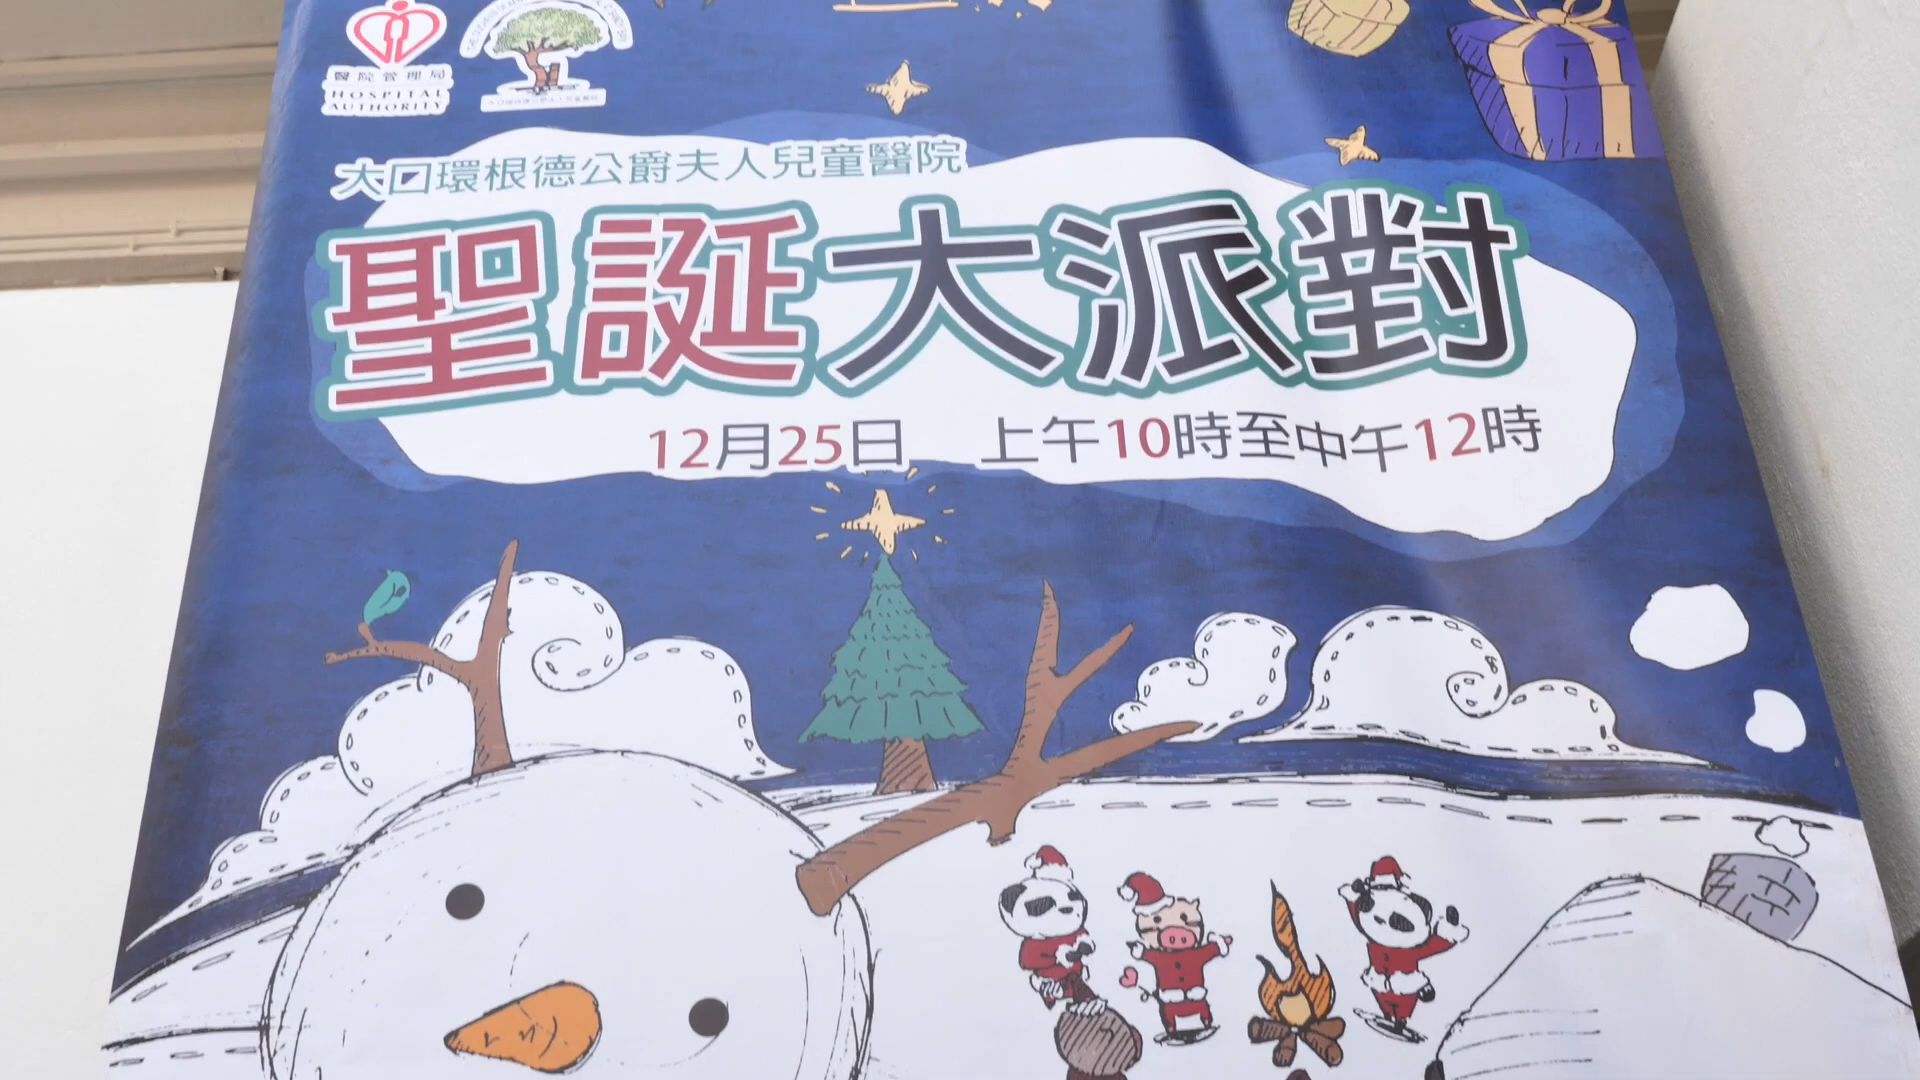 醫院管理局
HOSPITAL
AUTHORITY
大口環根德公爵夫人兒童醫院
聖誕大派對
12月25日 上午10時至中午12時